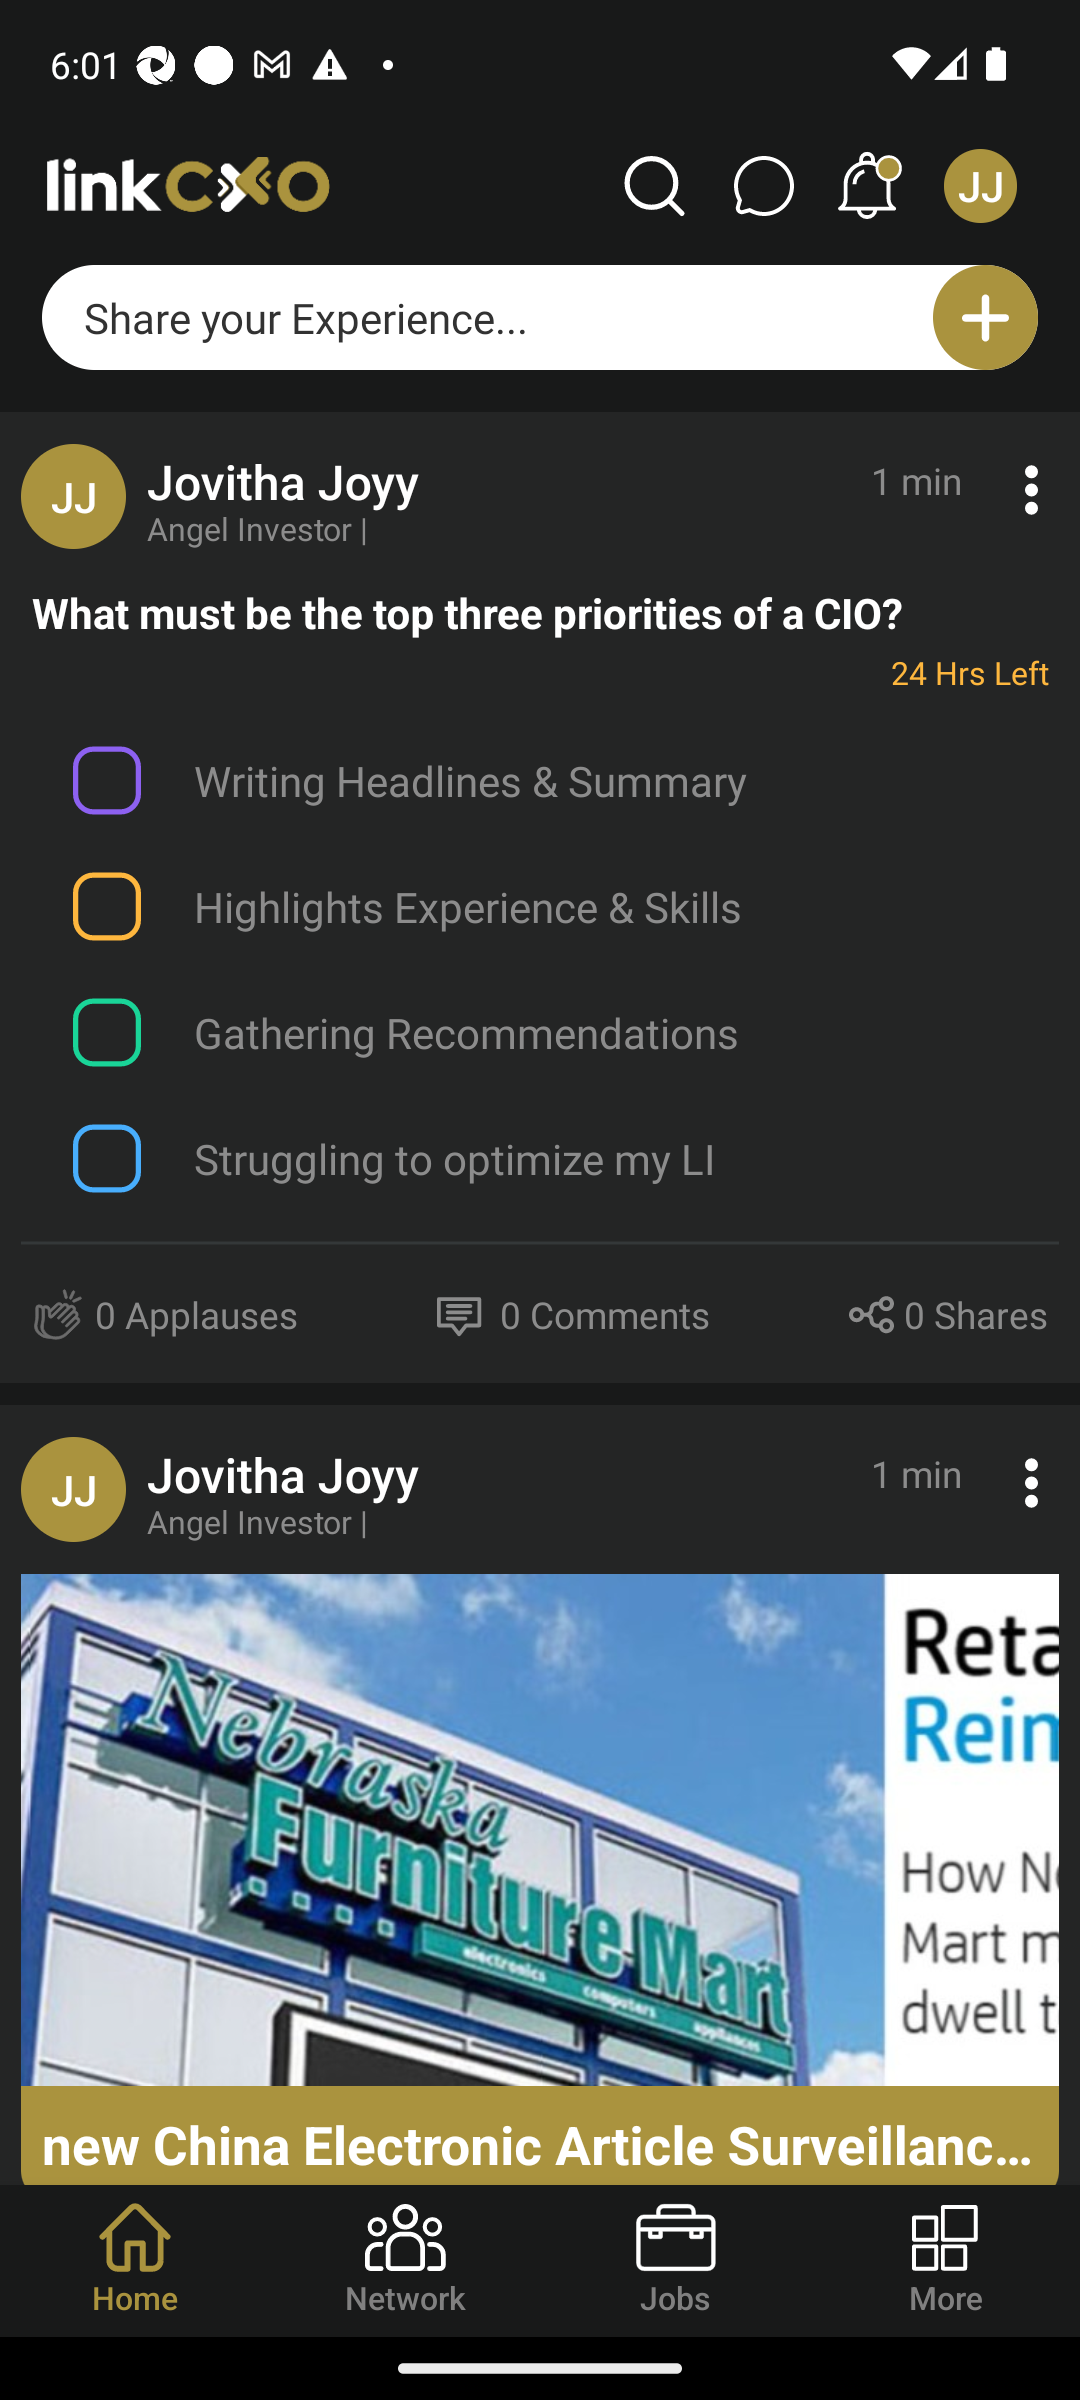 6:01
linkCXO
JJ
Share your Experience...
JJ
Jovitha Joyy
1 min
Angel Investor |
What must be the top three priorities of a CIO?
24 Hrs Left
Writing Headlines & Summary
Highlights Experience & Skills
Gathering Recommendations
Struggling to optimize my LI
0 Applauses
0 Comments
0 Shares
JJ
Jovitha Joyy
1 min
Angel Investor |
Nebraska
Furniture Mart
electronics computers appliances
Reta
Rein
How Ne
Mart m
dwell t
new China Electronic Article Surveillanc...
Home
Network
Jobs
More